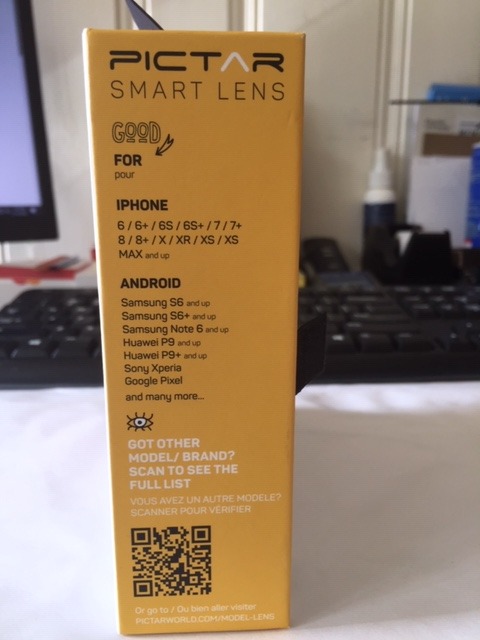 PICTAR
SMART LENS
GOOD
FOR
pour
IPHONE
6 / 6+ / 6S / 6S+ / 7 / 7+
8 / 8+ / X / XR / XS / XS
MAX and up
ANDROID
Samsung S6 and up
Samsung S6+ and up
Samsung Note 6 and up
Huawei P9 and up
Huawei P9+ and up
Sony Xperia
Google Pixel
and many more...
GOT OTHER
MODEL/ BRAND?
SCAN TO SEE THE
FULL LIST
VOUS AVEZ UN AUTRE MODELE?
SCANNER POUR VÉRIFIER
Or go to / Ou bien aller visiter
PICTARWORLD.COM/MODEL-LENS